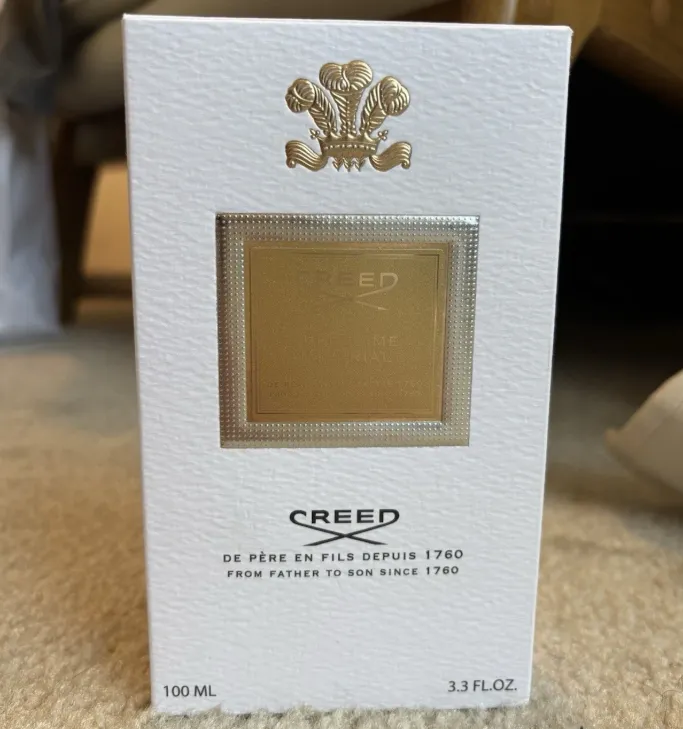 CREED
CREED
DE PÈRE EN FILS DEPUIS 1760
FROM FATHER TO SON SINCE 1760
100 ML
3.3 FL.OZ.